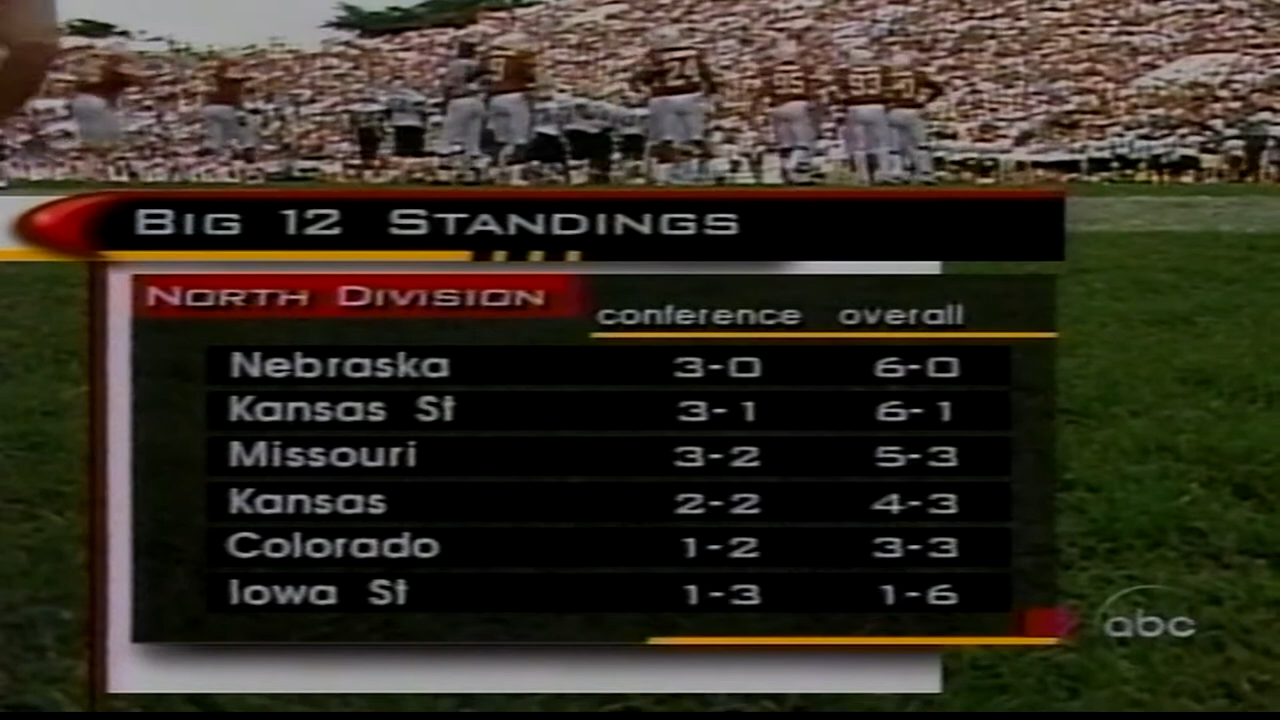 BIG 12 STANDINGS
NORTH DIVISION
conference overall
Nebraska 3-0 6-0
Kansas St 3-1 6-1
Missouri 3-2 5-3
Kansas 2-2 4-3
Colorado 1-2 3-3
Iowa St 1-3 1-6
abc